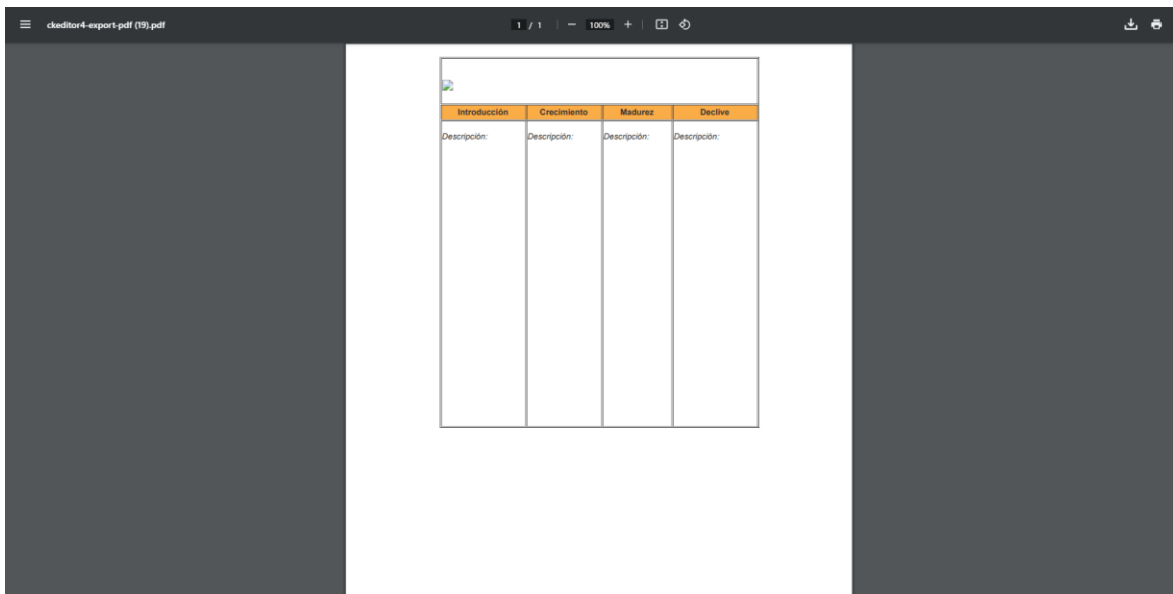 ckeditor4-export-pdf (19).pdf
1 / 1
100%
Introducción Crecimiento Madurez Declive
Descripción: Descripción: Descripción: Descripción: